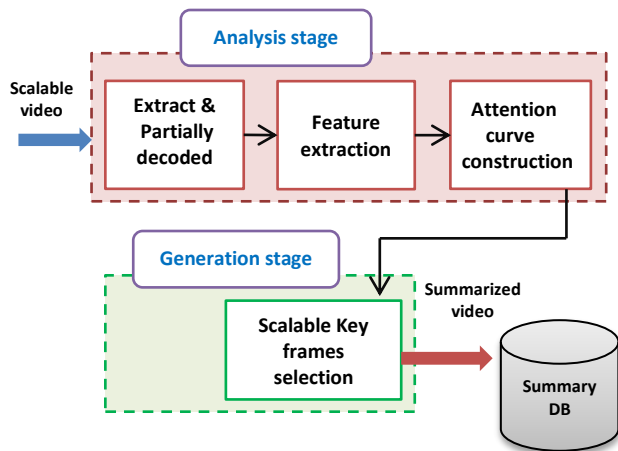 Analysis stage
Scalable
video
Extract &
Partially
decoded
Feature
extraction
Attention
curve
construction
Generation stage
Scalable Key
frames
selection
Summarized
video
Summary
DB